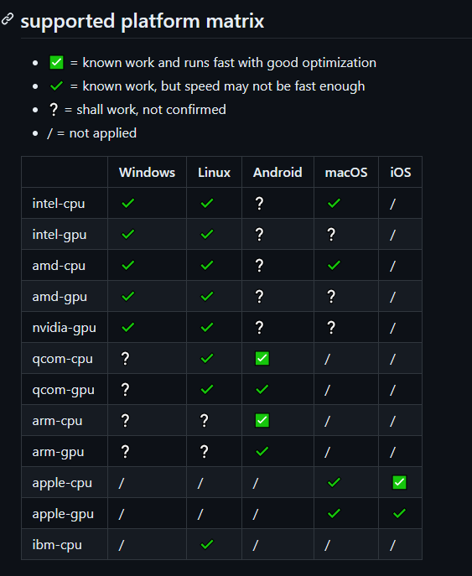 supported platform matrix
✅ = known work and runs fast with good optimization
✔️ = known work, but speed may not be fast enough
❔ = shall work, not confirmed
/ = not applied
Windows Linux Android macOS iOS
intel-cpu ✔️ ✔️ ❔ ✔️ /
intel-gpu ✔️ ✔️ ❔ ❔ /
amd-cpu ✔️ ✔️ ❔ ✔️ /
amd-gpu ✔️ ✔️ ❔ ❔ /
nvidia-gpu ✔️ ✔️ ❔ ❔ /
qcom-cpu ❔ ✔️ ✅ / /
qcom-gpu ❔ ✔️ ✔️ / /
arm-cpu ❔ ❔ ✅ / /
arm-gpu ❔ ❔ ✔️ / /
apple-cpu / / / ✔️ ✅
apple-gpu / / / ✔️ ✔️
ibm-cpu / ✔️ / / /